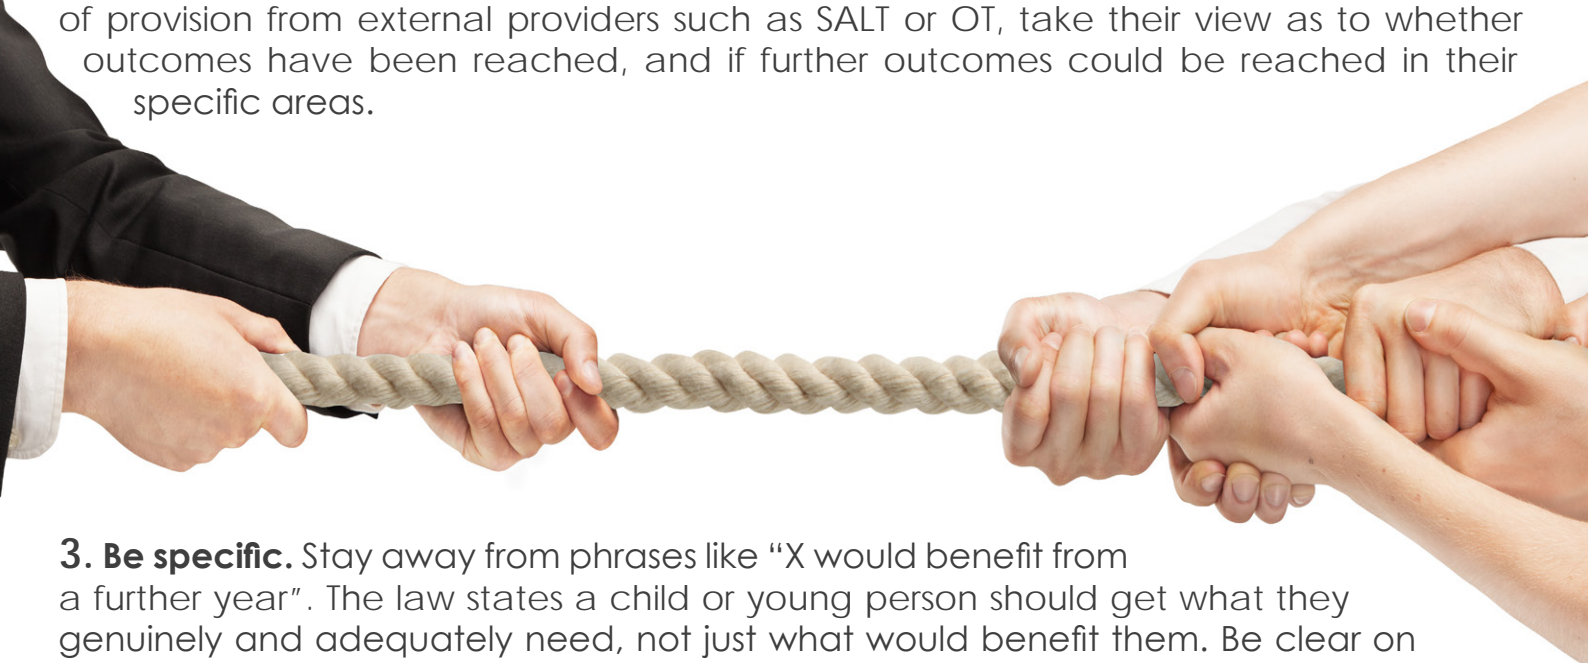 of provision from external providers such as SALT or OT, take their view as to whether
outcomes have been reached, and if further outcomes could be reached in their
specific areas.
3. Be specific. Stay away from phrases like “X would benefit from
a further year”. The law states a child or young person should get what they
genuinely and adequately need, not just what would benefit them. Be clear on